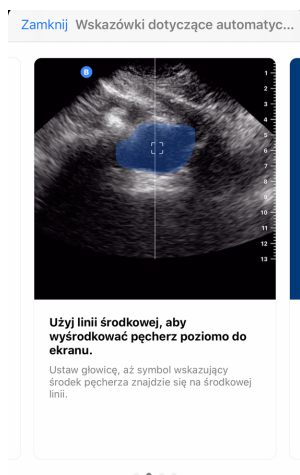 Zamknij Wskazówki dotyczące automatyc...
B
1
2
3
4
5
6
7
8
9
10
11
12
13
Użyj linii środkowej, aby
wyśrodkować pęcherz poziomo do
ekranu.
Ustaw głowicę, aż symbol wskazujący
środek pęcherza znajdzie się na środkowej
linii.